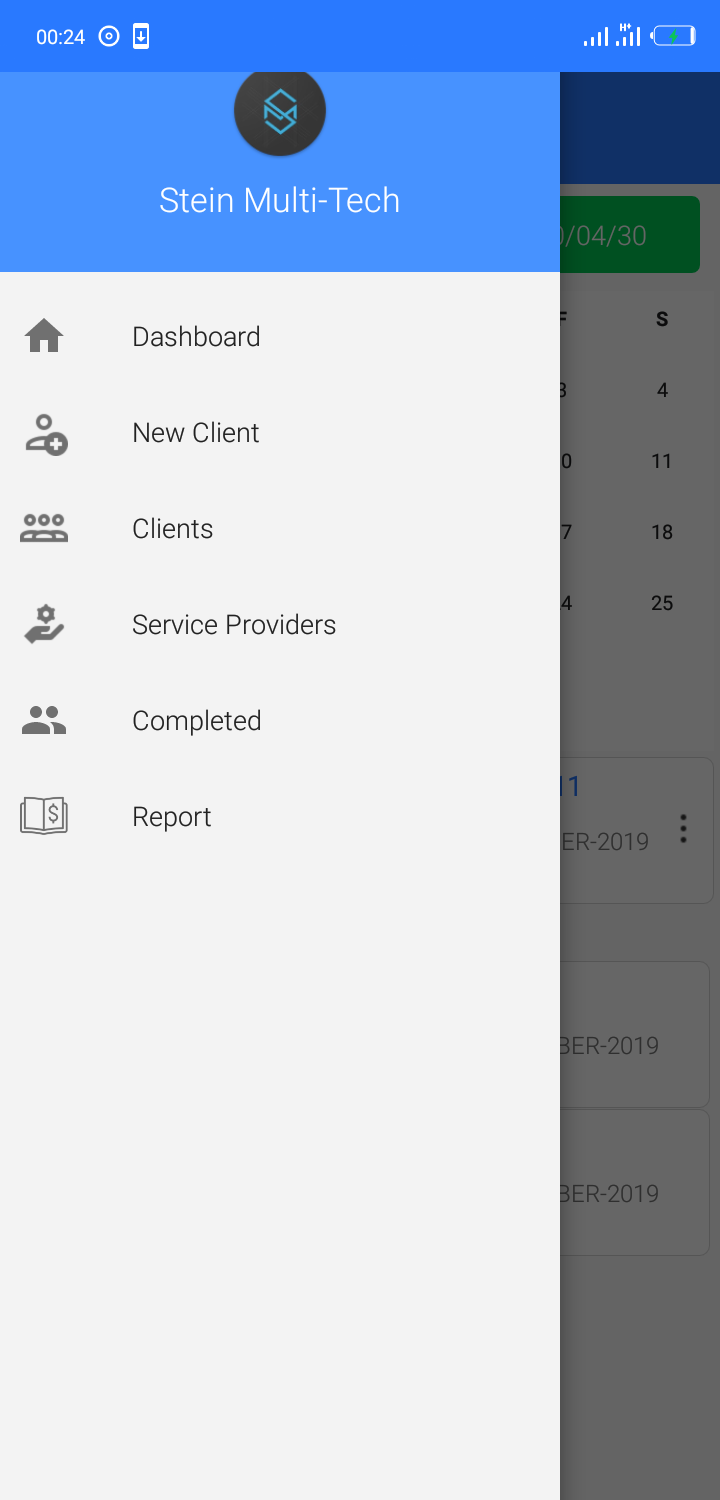 00:24
H+
Stein Multi-Tech
0/04/30
Dashboard
F
S
3
4
New Client
0
11
Clients
7
18
4
25
Service Providers
Completed
11
Report
$
ER-2019
BER-2019
BER-2019